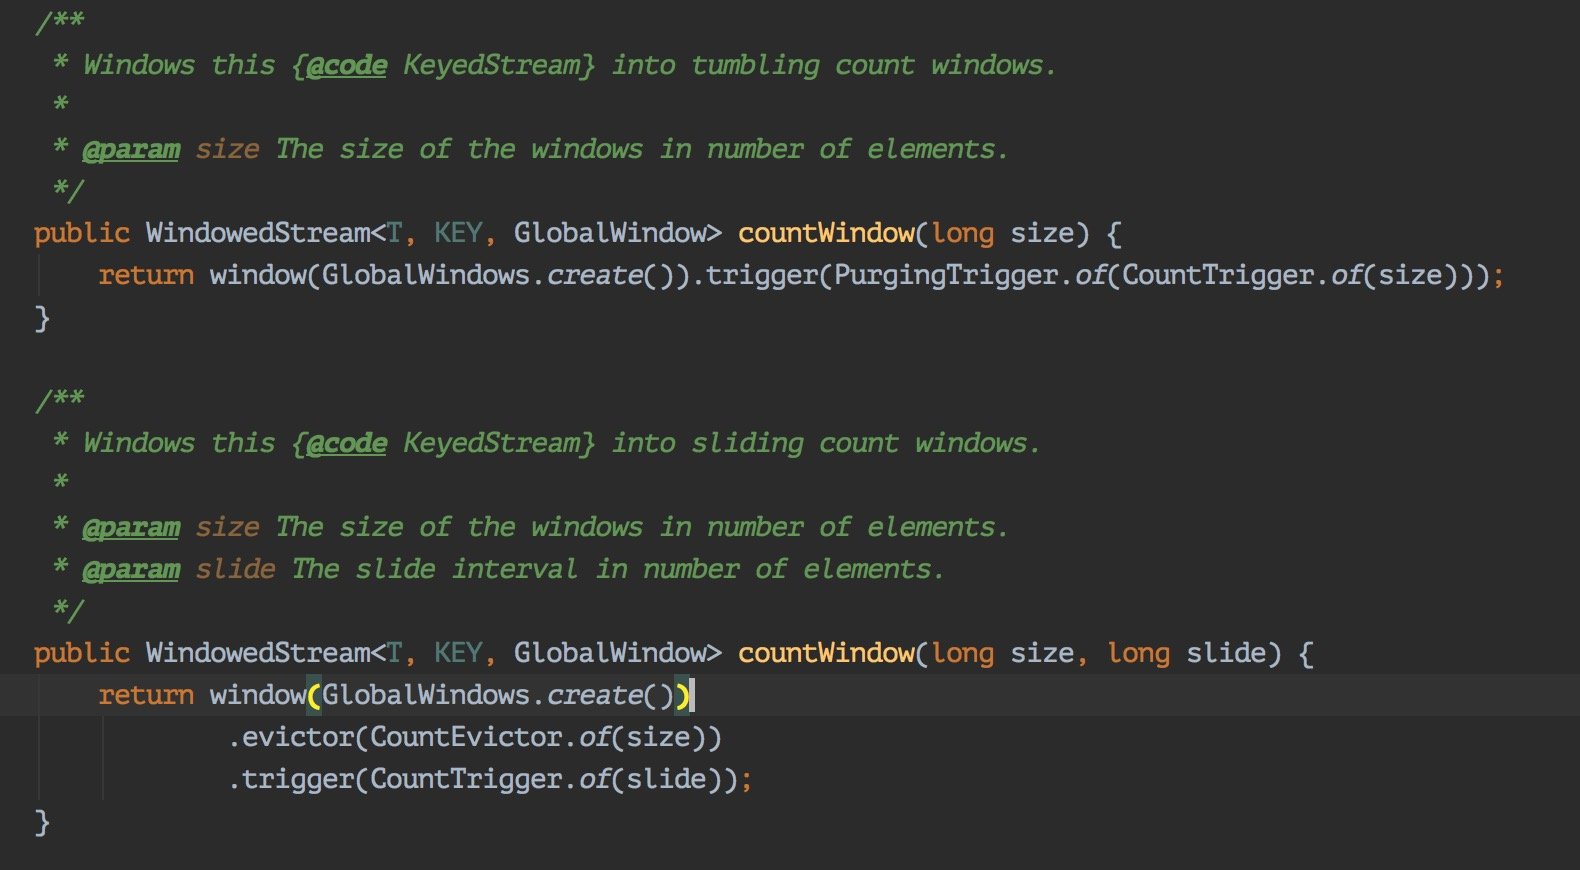 /**
 * Windows this {@code KeyedStream} into tumbling count windows.
 *
 * @param size The size of the windows in number of elements.
 */
public WindowedStream<T, KEY, GlobalWindow> countWindow(long size) {
    return window(GlobalWindows.create()).trigger(PurgingTrigger.of(CountTrigger.of(size)));
}

/**
 * Windows this {@code KeyedStream} into sliding count windows.
 *
 * @param size The size of the windows in number of elements.
 * @param slide The slide interval in number of elements.
 */
public WindowedStream<T, KEY, GlobalWindow> countWindow(long size, long slide) {
    return window(GlobalWindows.create())
            .evictor(CountEvictor.of(size))
            .trigger(CountTrigger.of(slide));
}